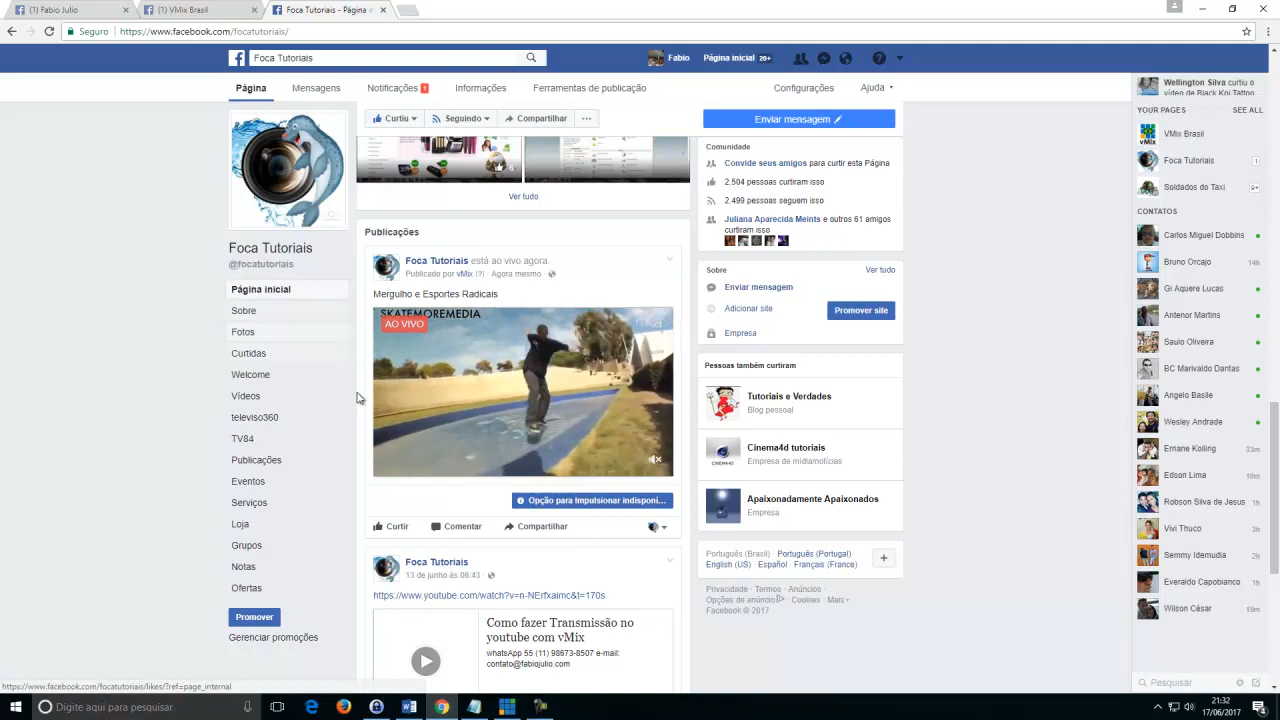 (1) Fabio Julio
(1) VMix Brasil
Foca Tutoriais - Página in
Seguro
https://www.facebook.com/focatutoriais/
Foca Tutoriais
Fabio
Página inicial 20+
Página
Mensagens
Notificações 1
Informações
Ferramentas de publicação
Configurações
Ajuda
Curtiu
Seguindo
Compartilhar
Enviar mensagem
Foca Tutoriais
@focatutoriais
Página inicial
Sobre
Fotos
Curtidas
Welcome
Vídeos
televiso360
TV84
Publicações
Eventos
Serviços
Loja
Grupos
Notas
Ofertas
Promover
Gerenciar promoções
6
Ver tudo
Publicações
Foca Tutoriais está ao vivo agora.
Publicado por vMix [?] · Agora mesmo ·
Mergulho e Esportes Radicais
SKATEMOREMEDIA
AO VIVO
Opção para Impulsionar indisponi...
Curtir
Comentar
Compartilhar
Foca Tutoriais
13 de junho às 06:43 ·
https://www.youtube.com/watch?v=n-NErfxaimc&t=170s
Como fazer Transmissão no
youtube com vMix
whatsApp 55 (11) 98673-8507 e-mail:
contato@fabiojulio.com
Comunidade
Convide seus amigos para curtir esta Página
2.504 pessoas curtiram isso
2.499 pessoas seguem isso
Juliana Aparecida Meints e outros 61 amigos
curtiram isso
Sobre
Ver tudo
Enviar mensagem
Adicionar site
Promover site
Empresa
Pessoas também curtiram
Tutoriais e Verdades
Blog pessoal
CINEMA4D
Cinema4d tutoriais
Empresa de mídia/notícias
Apaixonadamente Apaixonados
Empresa
Português (Brasil) · Português (Portugal) ·
English (US) · Español · Français (France)
+
Privacidade · Termos · Anúncios ·
Opções de anúncio · Cookies · Mais
Facebook © 2017
Wellington Silva curtiu o
vídeo de Black Koi Tattoo
YOUR PAGES
SEE ALL
vMix
VMix Brasil
Foca Tutoriais
1
Soldados do Taxi
CONTATOS
Carlos Miguel Dobbins
Bruno Orcajo
14h
Gi Aquere Lucas
Antenor Martins
Saulo Oliveira
BC Marivaldo Dantas
Angelo Basile
Wesley Andrade
Ernane Kolling
33m
Edson Lima
10m
Robson Silva de Jesus
1h
Vivi Thuco
3h
Semmy Idemudia
2h
Everaldo Capobianco
1h
Wilson César
19m
Pesquisar
https://www.facebook.com/focatutoriais/likes/?ref=page_internal
Digite aqui para pesquisar
21:32
17/06/2017